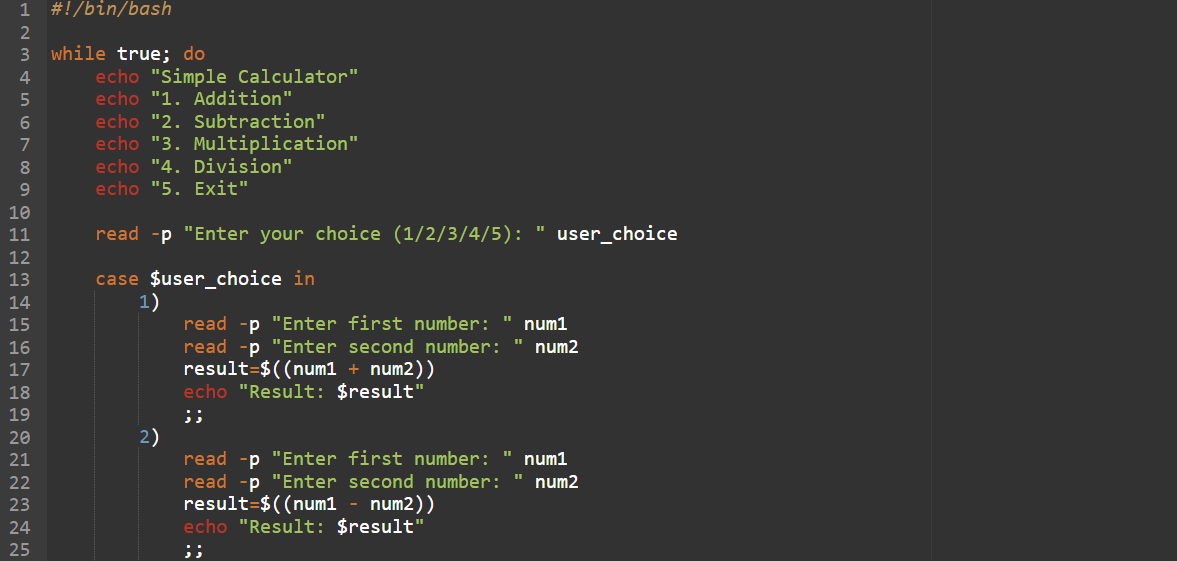 1 #!/bin/bash
2
3 while true; do
4     echo "Simple Calculator"
5     echo "1. Addition"
6     echo "2. Subtraction"
7     echo "3. Multiplication"
8     echo "4. Division"
9     echo "5. Exit"
10
11     read -p "Enter your choice (1/2/3/4/5): " user_choice
12
13     case $user_choice in
14         1)
15             read -p "Enter first number: " num1
16             read -p "Enter second number: " num2
17             result=$((num1 + num2))
18             echo "Result: $result"
19             ;;
20         2)
21             read -p "Enter first number: " num1
22             read -p "Enter second number: " num2
23             result=$((num1 - num2))
24             echo "Result: $result"
25             ;;